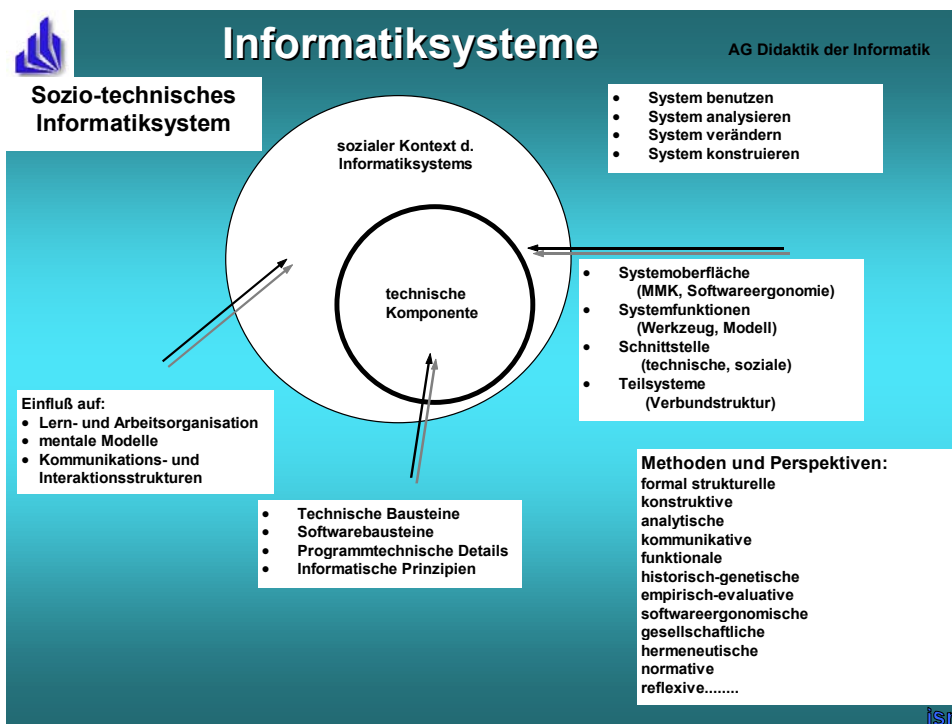 Informatiksysteme
AG Didaktik der Informatik
Sozio-technisches
Informatiksystem
sozialer Kontext d.
Informatiksystems
technische
Komponente
• System benutzen
• System analysieren
• System verändern
• System konstruieren
• Systemoberfläche
(MMK, Softwareergonomie)
• Systemfunktionen
(Werkzeug, Modell)
• Schnittstelle
(technische, soziale)
• Teilsysteme
(Verbundstruktur)
Einfluß auf:
• Lern- und Arbeitsorganisation
• mentale Modelle
• Kommunikations- und
Interaktionsstrukturen
• Technische Bausteine
• Softwarebausteine
• Programmtechnische Details
• Informatische Prinzipien
Methoden und Perspektiven:
formal strukturelle
konstruktive
analytische
kommunikative
funktionale
historisch-genetische
empirisch-evaluative
softwareergonomische
gesellschaftliche
hermeneutische
normative
reflexive........